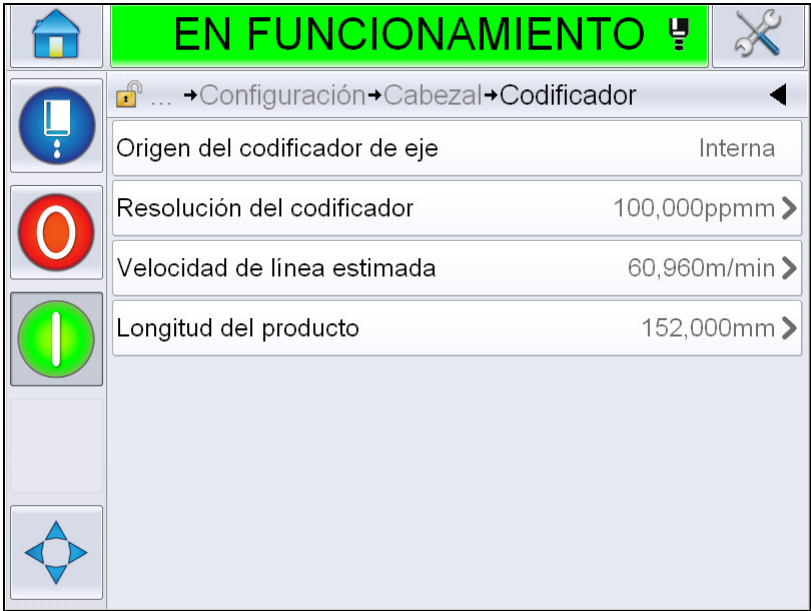 EN FUNCIONAMIENTO
... →Configuración→Cabezal→Codificador
Origen del codificador de eje Interna
Resolución del codificador 100,000ppmm
Velocidad de línea estimada 60,960m/min
Longitud del producto 152,000mm